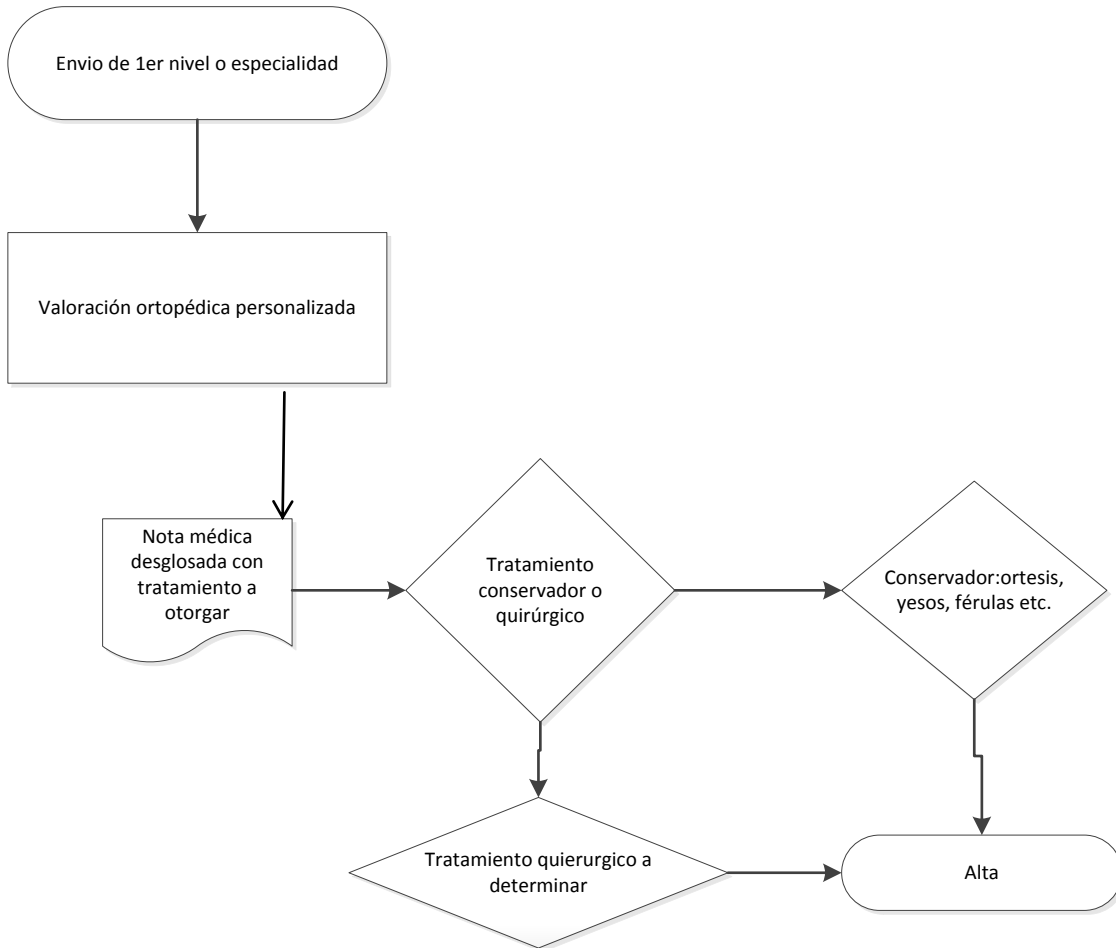 Envio de 1er nivel o especialidad
Valoración ortopédica personalizada
Nota médica
desglosada con
tratamiento a
otorgar
Tratamiento
conservador o
quirúrgico
Conservador:ortesis,
yesos, férulas etc.
Tratamiento quierurgico a
determinar
Alta